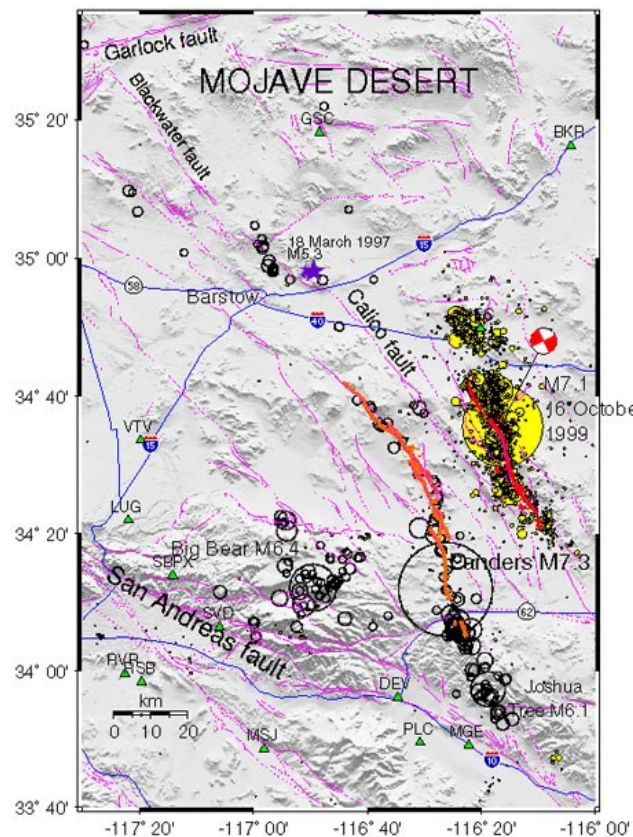 Garlock fault
MOJAVE DESERT
Blackwater fault
GSC
BKR
35° 20'
18 March 1997
M5.3
15
35° 00'
58
Barstow
40
Calico fault
34° 40'
M7.1
16 October
1999
VTV
15
LUG
34° 20'
Big Bear M6.4
Landers M7.3
SBPX
San Andreas fault
SVD
62
34° 00'
RVR
RSB
DEV
Joshua
Tree M6.1
km
0 10 20
MSJ
PLC
MGE
10
33° 40'
-117° 20'
-117° 00'
-116° 40'
-116° 20'
-116° 00'